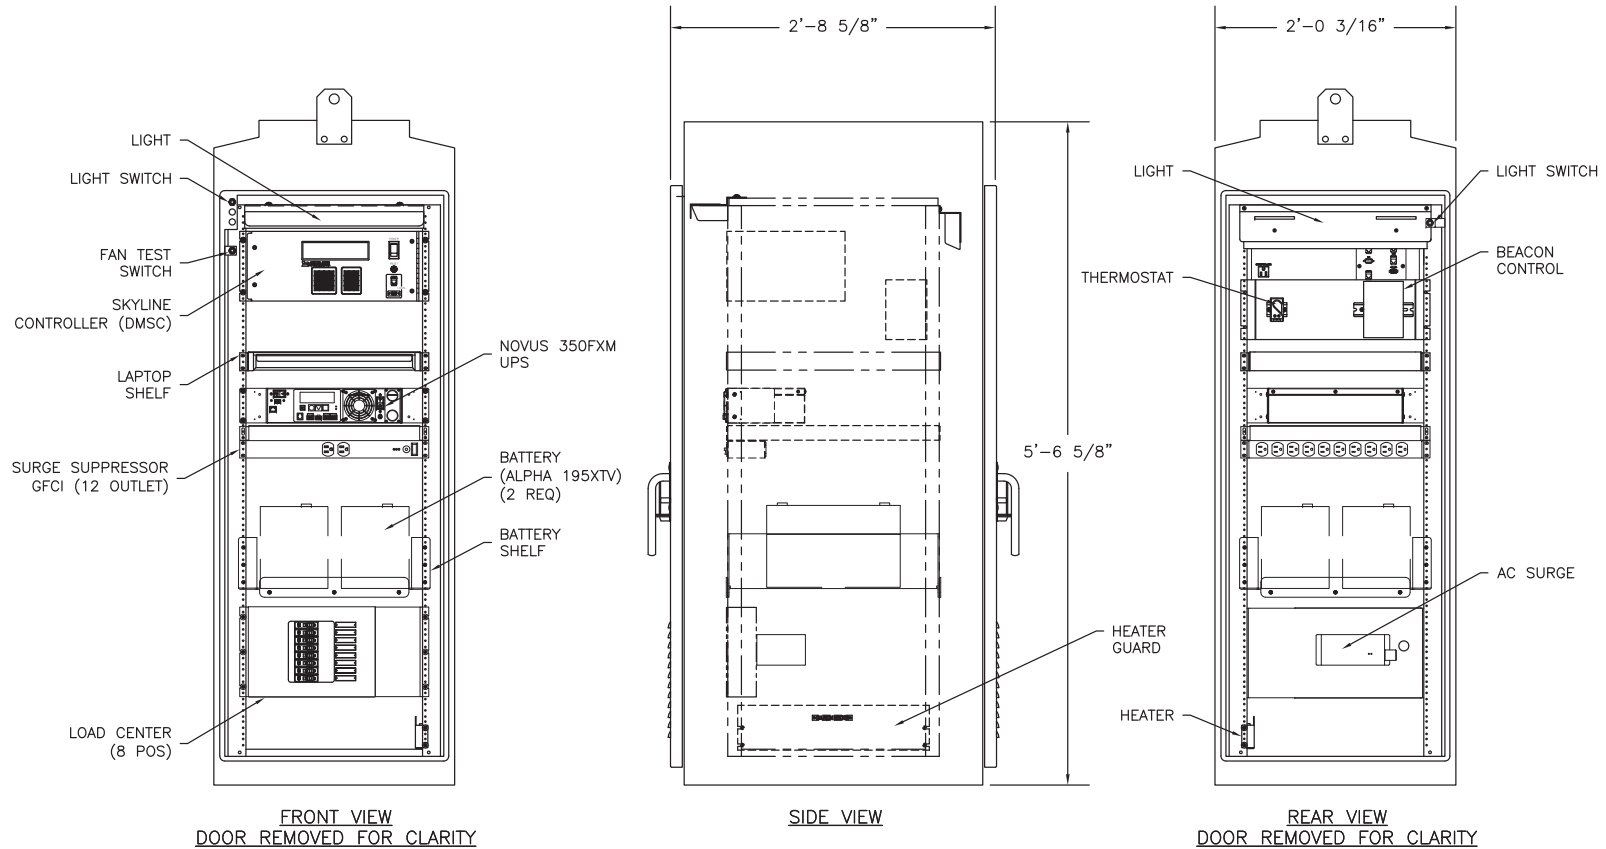 2'-8 5/8"
2'-0 3/16"
LIGHT
LIGHT SWITCH
FAN TEST
SWITCH
SKYLINE
CONTROLLER (DMSC)
LAPTOP
SHELF
SURGE SUPPRESSOR
GFCI (12 OUTLET)
LOAD CENTER
(8 POS)
NOVUS 350FXM
UPS
BATTERY
(ALPHA 195XTV)
(2 REQ)
BATTERY
SHELF
5'-6 5/8"
HEATER
GUARD
LIGHT
LIGHT SWITCH
THERMOSTAT
BEACON
CONTROL
AC SURGE
HEATER
FRONT VIEW
DOOR REMOVED FOR CLARITY
SIDE VIEW
REAR VIEW
DOOR REMOVED FOR CLARITY